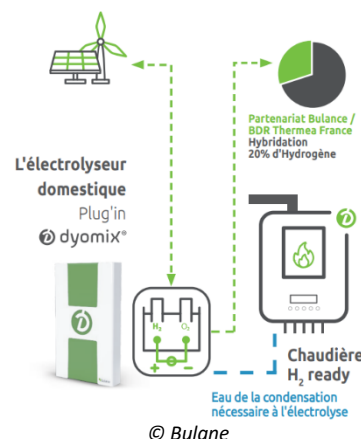 Partenariat Bulance /
BDR Thermea France
Hybridation
20% d'Hydrogène
L'électrolyseur
domestique
Plug'in
dyomix®
H₂ O₂
+ −
Chaudière
H₂ ready
Eau de la condensation
nécessaire à l'électrolyse
© Bulane